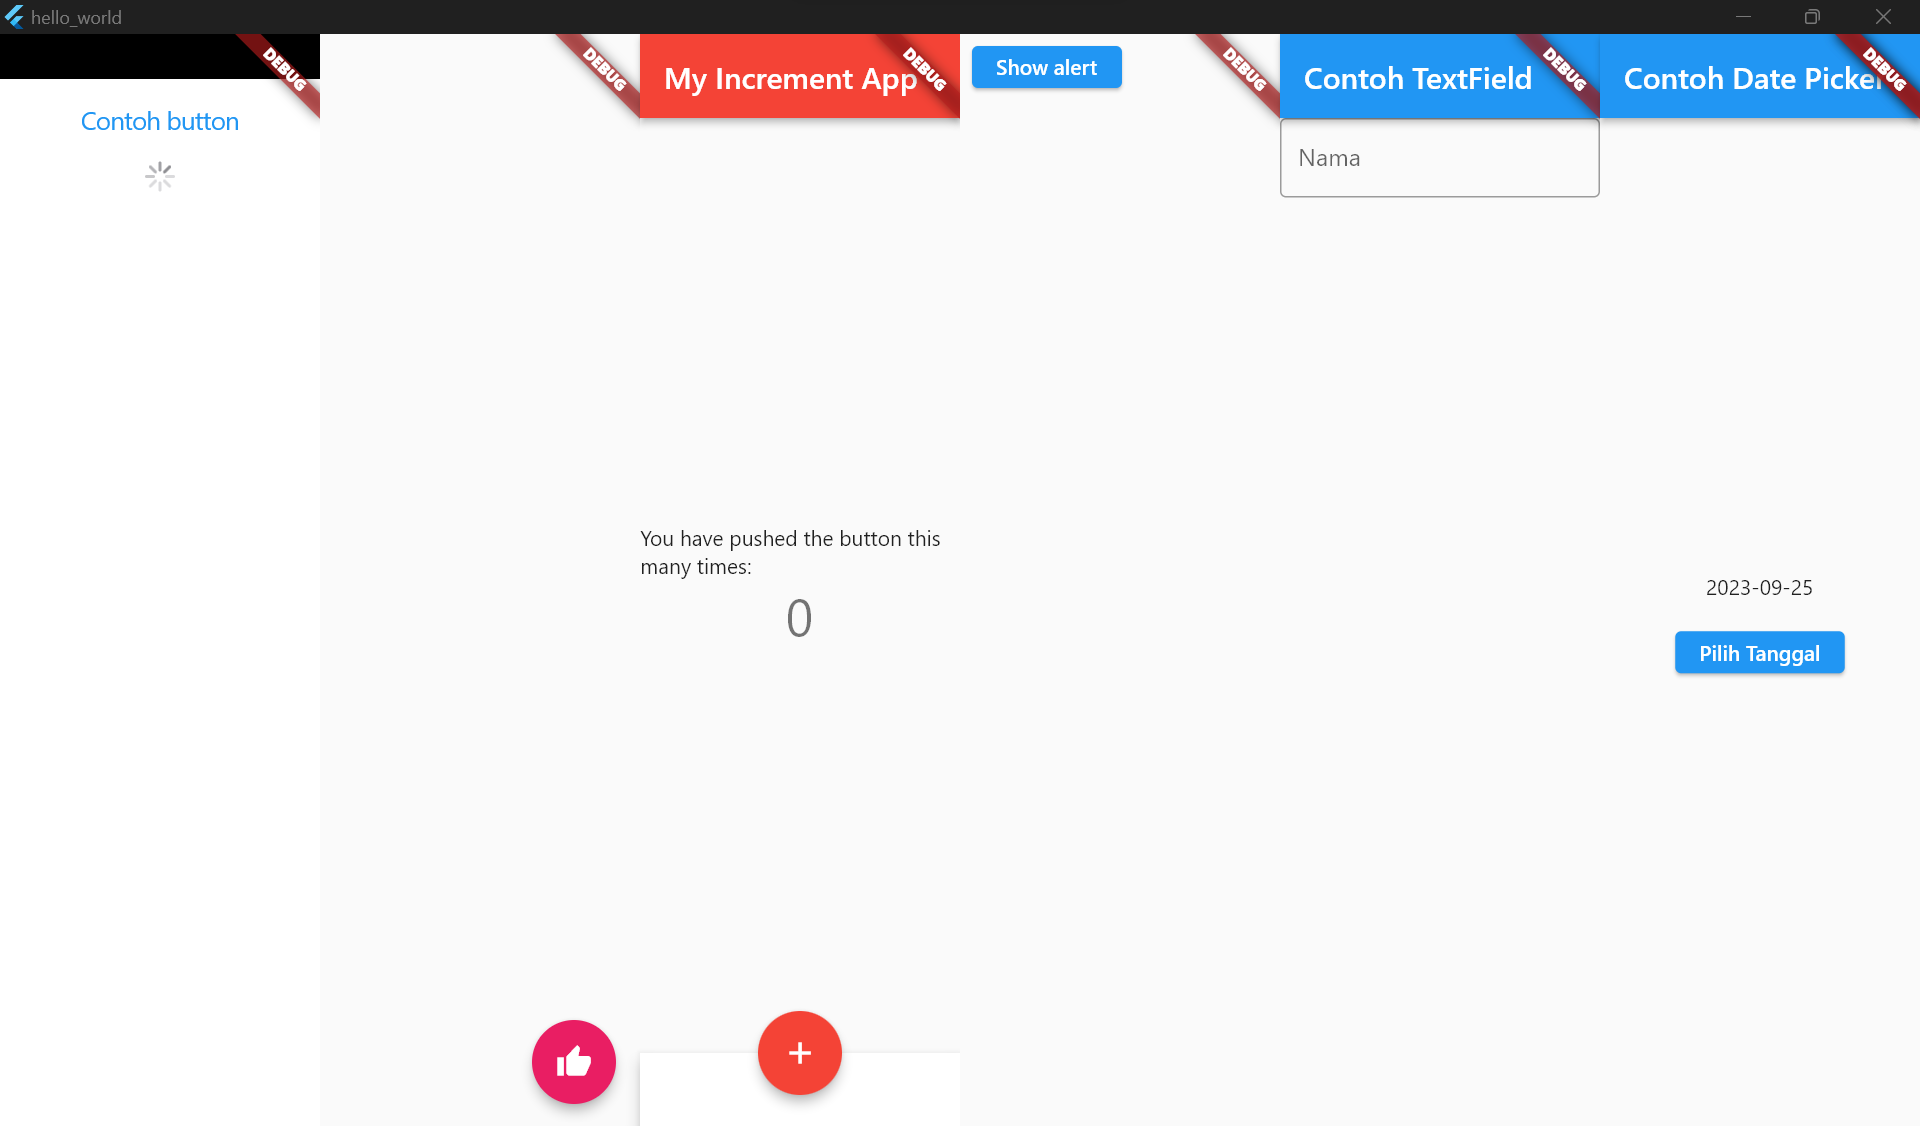 hello_world
DEBUG
Contoh button
DEBUG
My Increment App
DEBUG
You have pushed the button this
many times:
0
Show alert
DEBUG
Contoh TextField
DEBUG
Nama
Contoh Date Picker
DEBUG
2023-09-25
Pilih Tanggal